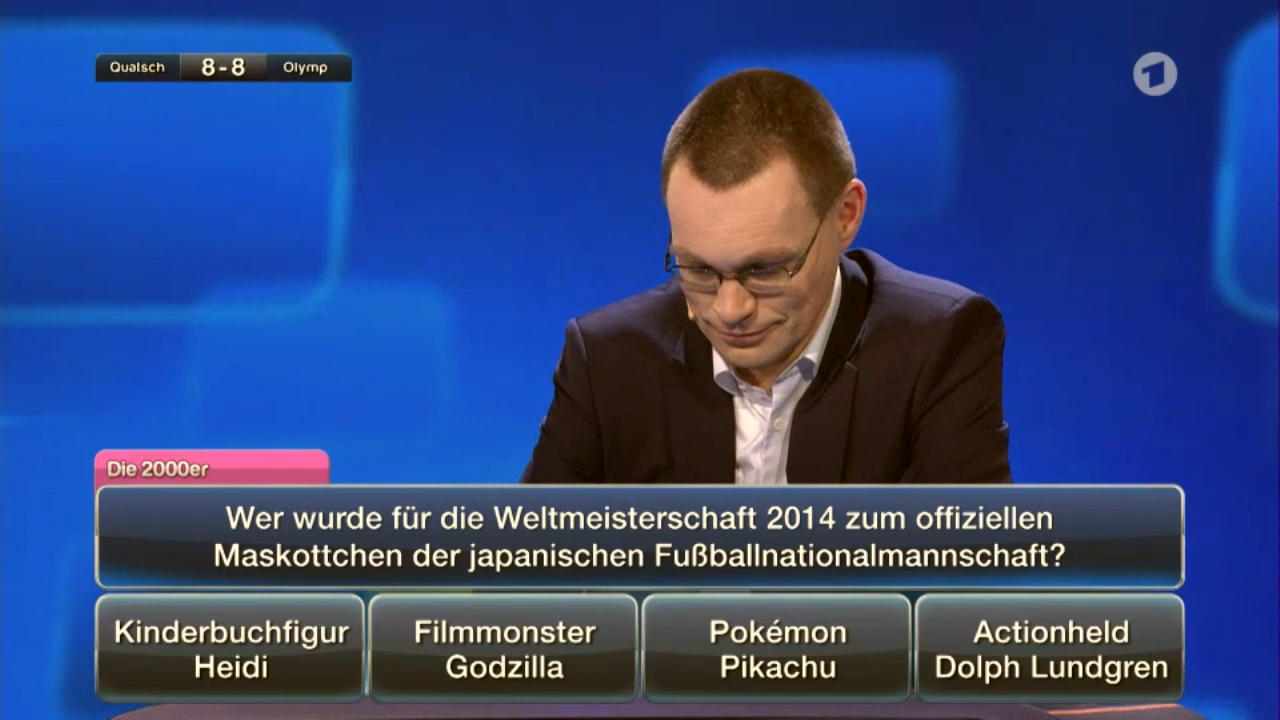 Quatsch 8-8 Olymp
1
Die 2000er
Wer wurde für die Weltmeisterschaft 2014 zum offiziellen
Maskottchen der japanischen Fußballnationalmannschaft?
Kinderbuchfigur
Heidi
Filmmonster
Godzilla
Pokémon
Pikachu
Actionheld
Dolph Lundgren